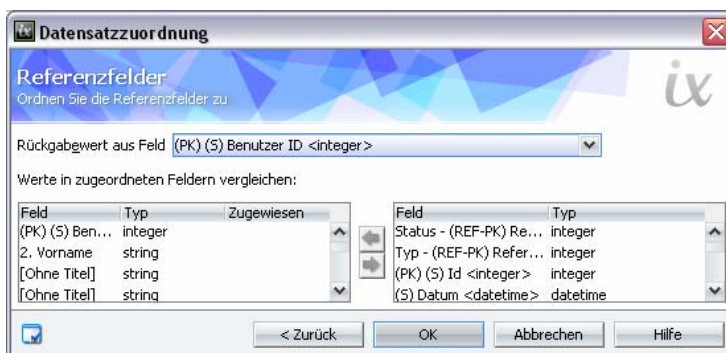 ix Datensatzzuordnung
Referenzfelder
Ordnen Sie die Referenzfelder zu
ix
Rückgabewert aus Feld (PK) (S) Benutzer ID <integer>
Werte in zugeordneten Feldern vergleichen:
Feld Typ Zugewiesen
(PK) (S) Ben... integer
2. Vorname string
[Ohne Titel] string
[Ohne Titel] string
Feld Typ
Status - (REF-PK) Re... integer
Typ - (REF-PK) Refer... integer
(PK) (S) Id <integer> integer
(S) Datum <datetime> datetime
< Zurück OK Abbrechen Hilfe